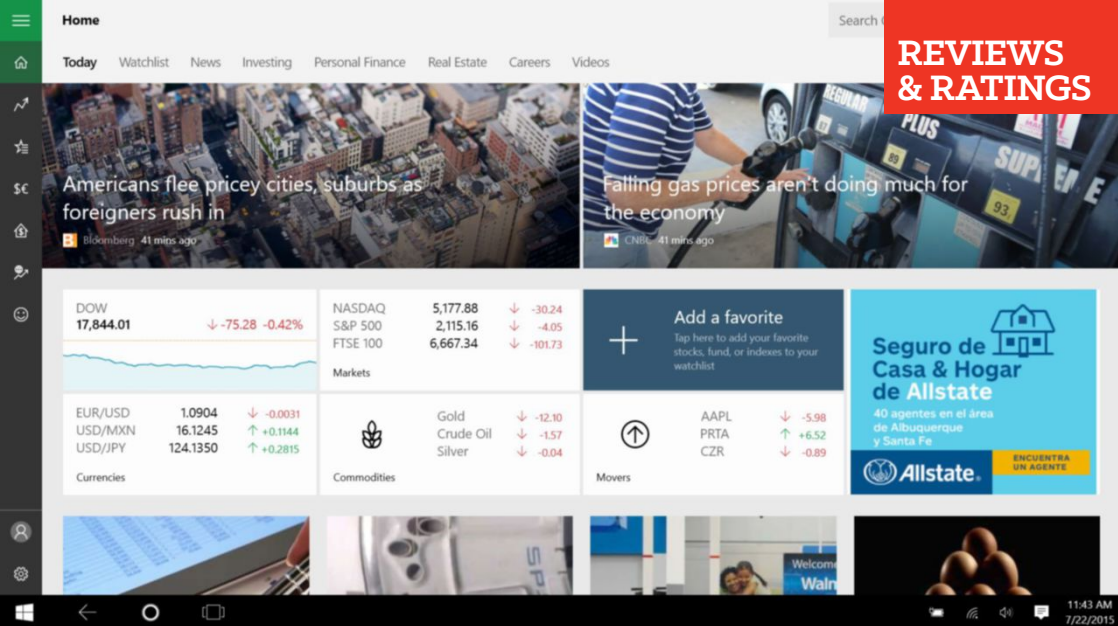 Home
Search
REVIEWS
& RATINGS
Today Watchlist News Investing Personal Finance Real Estate Careers Videos
Americans flee pricey cities, suburbs as
foreigners rush in
Bloomberg 41 mins ago
REGULAR
87
PLUS
89
SUPREME
93
Falling gas prices aren't doing much for
the economy
CNBC 41 mins ago
DOW
17,844.01 -75.28 -0.42%
NASDAQ 5,177.88 -30.24
S&P 500 2,115.16 -4.05
FTSE 100 6,667.34 -101.73
Markets
Add a favorite
Tap here to add your favorite
stocks, fund, or indexes to your
watchlist
Seguro de
Casa & Hogar
de Allstate
40 agentes en el área
de Albuquerque
y Santa Fe
Allstate.
ENCUENTRA
UN AGENTE
EUR/USD 1.0904 -0.0031
USD/MXN 16.1245 +0.1144
USD/JPY 124.1350 +0.2815
Currencies
Gold -12.10
Crude Oil -1.57
Silver -0.04
Commodities
AAPL -5.98
PRTA +6.52
CZR -0.89
Movers
$€
Welcome
11:43 AM
7/22/2015